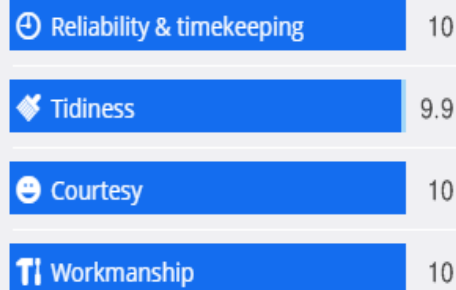 Reliability & timekeeping 10
Tidiness 9.9
Courtesy 10
Workmanship 10